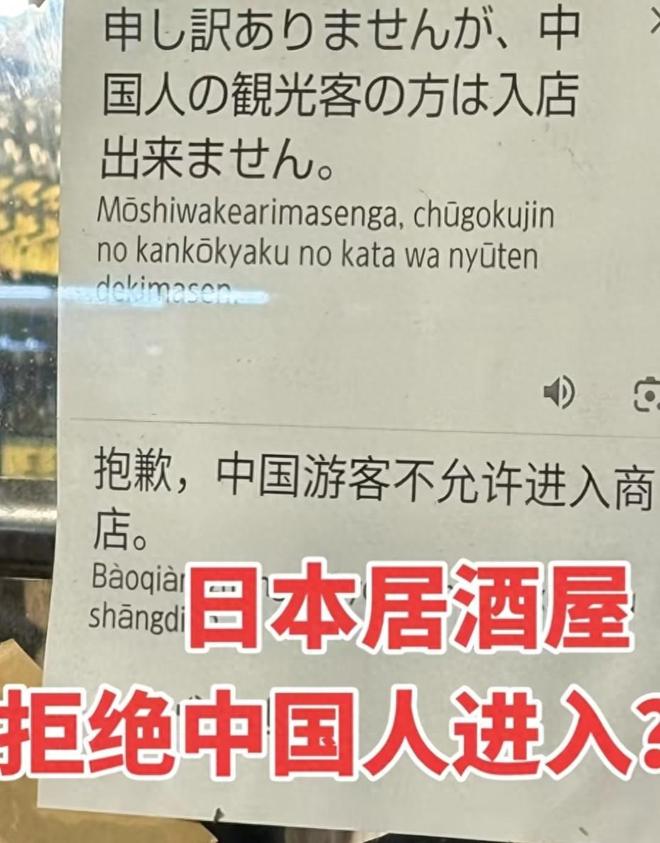 申し訳ありませんが、中
国人の観光客の方は入店
出来ません。
Mōshiwakearimasenga, chūgokujin
no kankōkyaku no kata wa nyūten
dekimasen.
抱歉，中国游客不允许进入商
店。
Bàoqiàn
shāngdi
日本居酒屋
拒绝中国人进入?